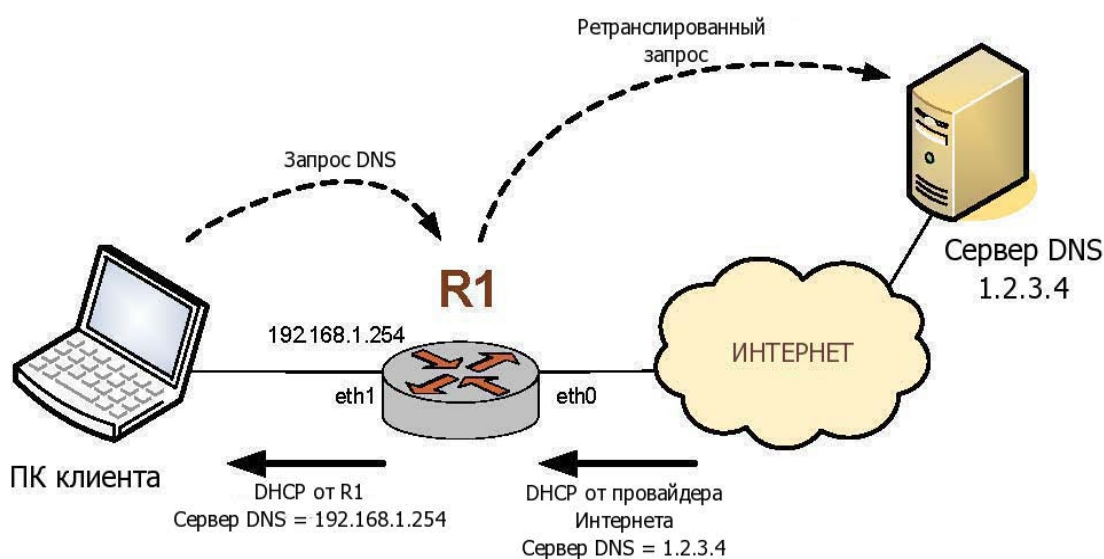 Ретранслированный
запрос
Запрос DNS
R1
Сервер DNS
1.2.3.4
192.168.1.254
ИНТЕРНЕТ
eth1
eth0
ПК клиента
DHCP от R1
Сервер DNS = 192.168.1.254
DHCP от провайдера
Интернета
Сервер DNS = 1.2.3.4